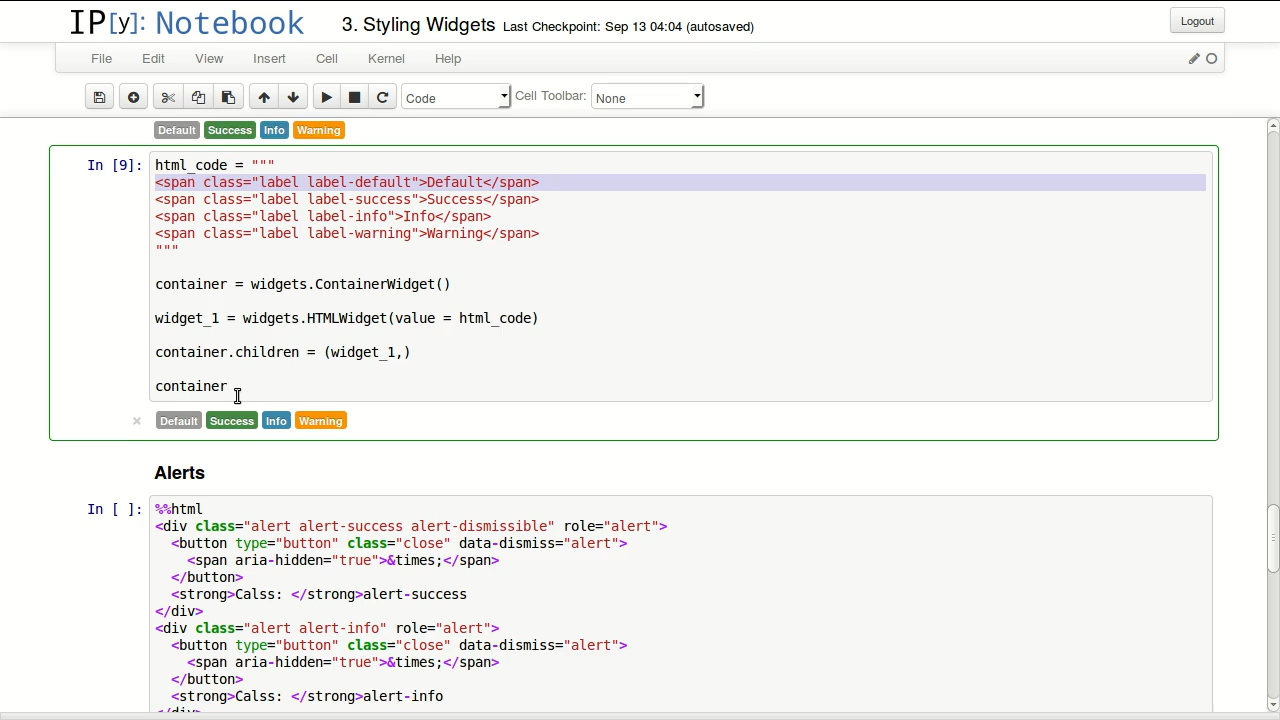 IP[y]: Notebook 3. Styling Widgets Last Checkpoint: Sep 13 04:04 (autosaved) Logout
File Edit View Insert Cell Kernel Help
Code Cell Toolbar: None
Default Success Info Warning
In [9]: html_code = """
<span class="label label-default">Default</span>
<span class="label label-success">Success</span>
<span class="label label-info">Info</span>
<span class="label label-warning">Warning</span>
"""
container = widgets.ContainerWidget()
widget_1 = widgets.HTMLWidget(value = html_code)
container.children = (widget_1,)
container
× Default Success Info Warning
Alerts
In [ ]: %%html
<div class="alert alert-success alert-dismissible" role="alert">
<button type="button" class="close" data-dismiss="alert">
<span aria-hidden="true">&times;</span>
</button>
<strong>Calss: </strong>alert-success
</div>
<div class="alert alert-info" role="alert">
<button type="button" class="close" data-dismiss="alert">
<span aria-hidden="true">&times;</span>
</button>
<strong>Calss: </strong>alert-info
</div>